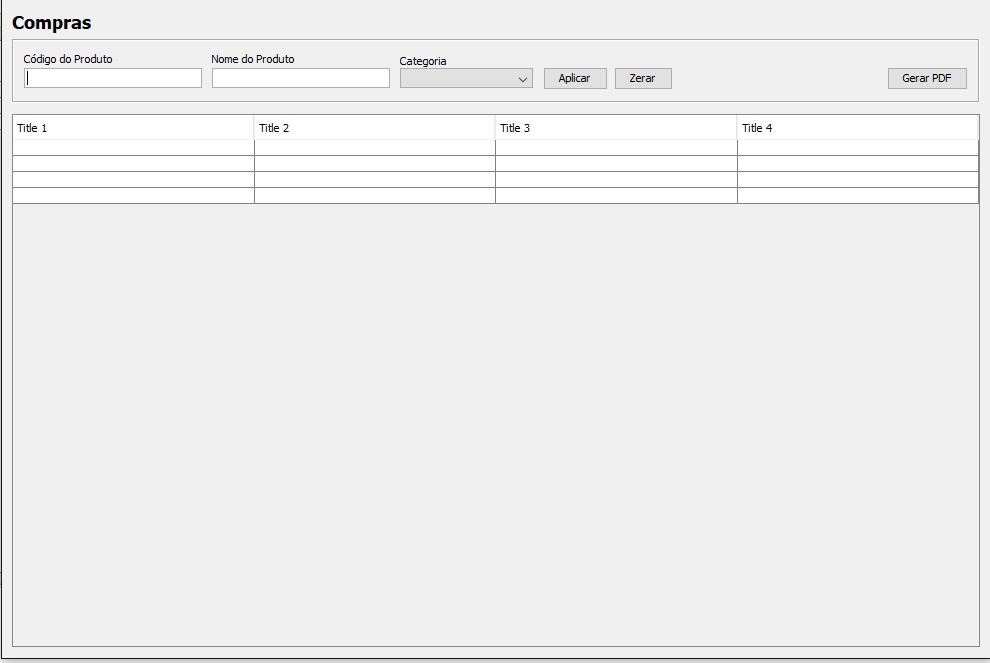 Compras
Código do Produto Nome do Produto Categoria
Aplicar Zerar Gerar PDF
Title 1 Title 2 Title 3 Title 4